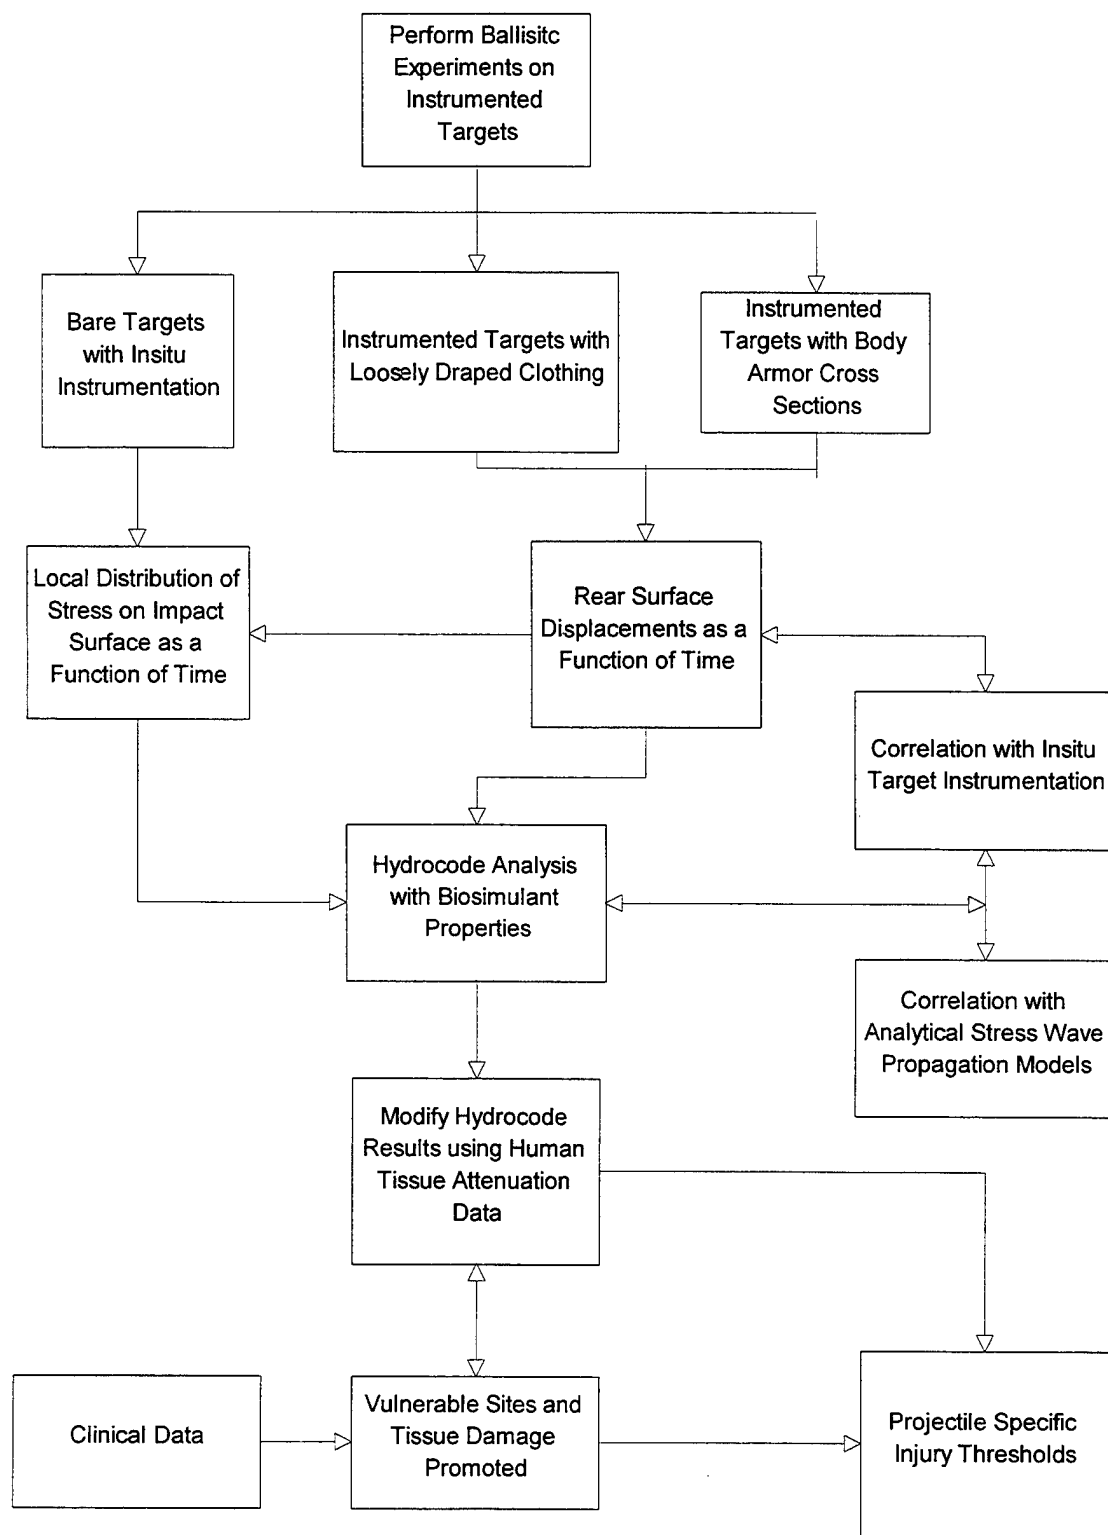 Perform Ballisitc
Experiments on
Instrumented
Targets
Bare Targets
with Insitu
Instrumentation
Instrumented Targets with
Loosely Draped Clothing
Instrumented
Targets with Body
Armor Cross
Sections
Local Distribution of
Stress on Impact
Surface as a
Function of Time
Rear Surface
Displacements as a
Function of Time
Correlation with Insitu
Target Instrumentation
Hydrocode Analysis
with Biosimulant
Properties
Correlation with
Analytical Stress Wave
Propagation Models
Modify Hydrocode
Results using Human
Tissue Attenuation
Data
Clinical Data
Vulnerable Sites and
Tissue Damage
Promoted
Projectile Specific
Injury Thresholds